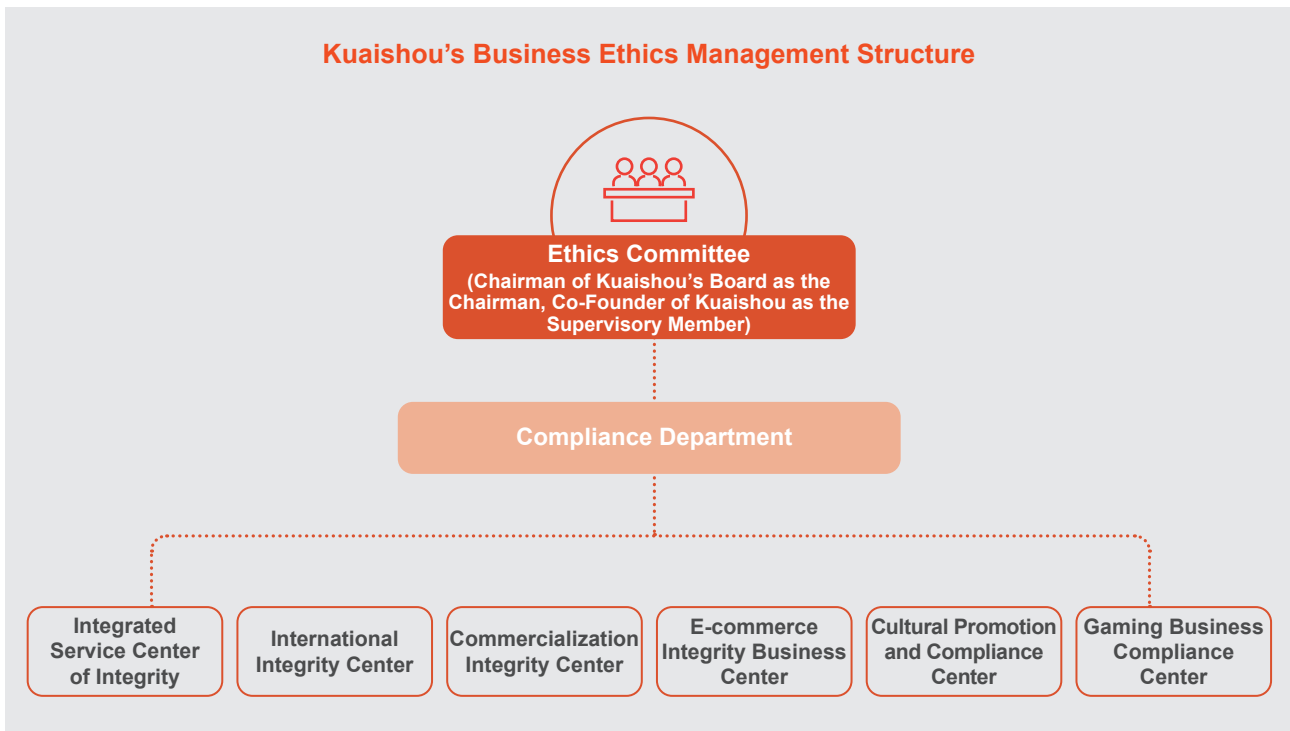 Kuaishou’s Business Ethics Management Structure
Ethics Committee
(Chairman of Kuaishou’s Board as the
Chairman, Co-Founder of Kuaishou as the
Supervisory Member)
Compliance Department
Integrated
Service Center
of Integrity
International
Integrity Center
Commercialization
Integrity Center
E-commerce
Integrity Business
Center
Cultural Promotion
and Compliance
Center
Gaming Business
Compliance
Center